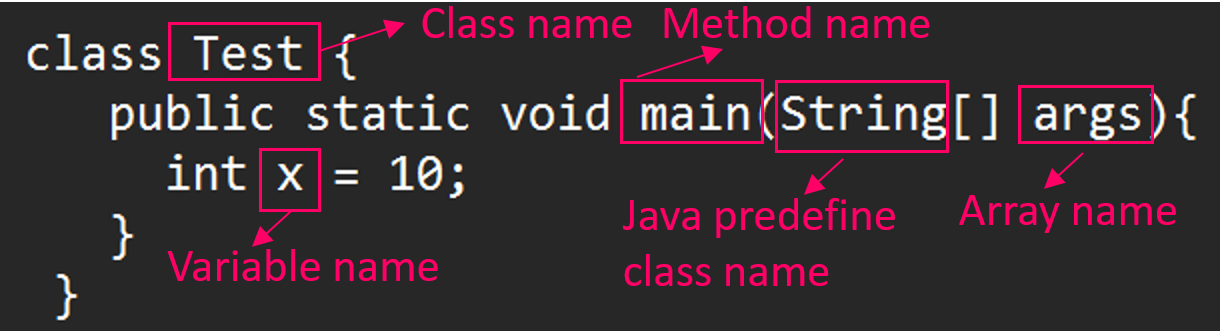 Class name Method name
class Test {
public static void main(String[] args){
int x = 10;
Java predefine
class name
Array name
}
Variable name
}